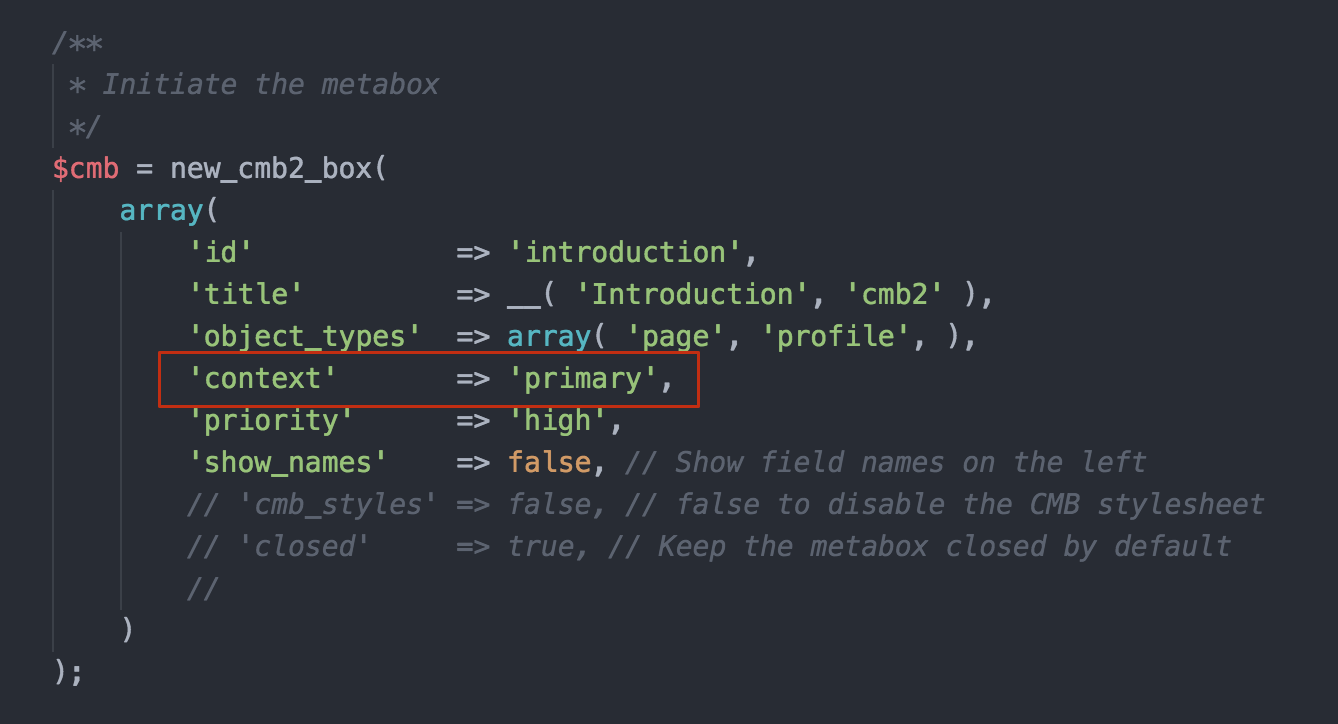 /**
 * Initiate the metabox
 */
$cmb = new_cmb2_box(
    array(
        'id'            => 'introduction',
        'title'         => __( 'Introduction', 'cmb2' ),
        'object_types'  => array( 'page', 'profile', ),
        'context'       => 'primary',
        'priority'      => 'high',
        'show_names'    => false, // Show field names on the left
        // 'cmb_styles' => false, // false to disable the CMB stylesheet
        // 'closed'     => true, // Keep the metabox closed by default
        //
    )
);